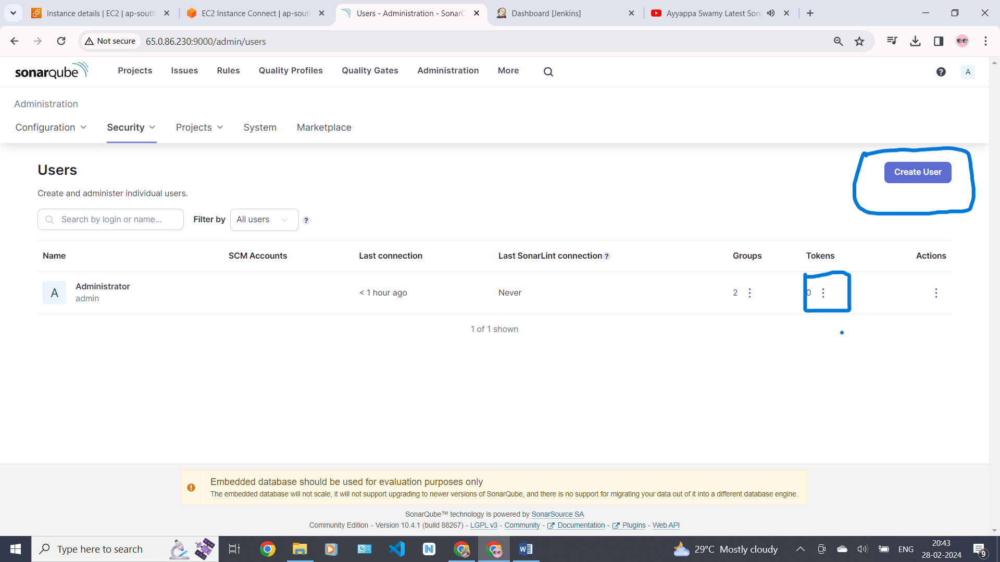 Instance details | EC2 | ap-south
EC2 Instance Connect | ap-sout
Users - Administration - SonarQ
Dashboard [Jenkins]
Ayyappa Swamy Latest Song
Not secure
65.0.86.230:9000/admin/users
sonarqube
Projects
Issues
Rules
Quality Profiles
Quality Gates
Administration
More
?
A
Administration
Configuration
Security
Projects
System
Marketplace
Users
Create User
Create and administer individual users.
Search by login or name...
Filter by
All users
?
Name
SCM Accounts
Last connection
Last SonarLint connection ?
Groups
Tokens
Actions
A
Administrator
admin
< 1 hour ago
Never
2
0
1 of 1 shown
Embedded database should be used for evaluation purposes only
The embedded database will not scale, it will not support upgrading to newer versions of SonarQube, and there is no support for migrating your data out of it into a different database engine.
SonarQube™ technology is powered by SonarSource SA
Community Edition - Version 10.4.1 (build 88267) - LGPL v3 - Community - Documentation - Plugins - Web API
Type here to search
29°C Mostly cloudy
ENG
20:43
28-02-2024
9